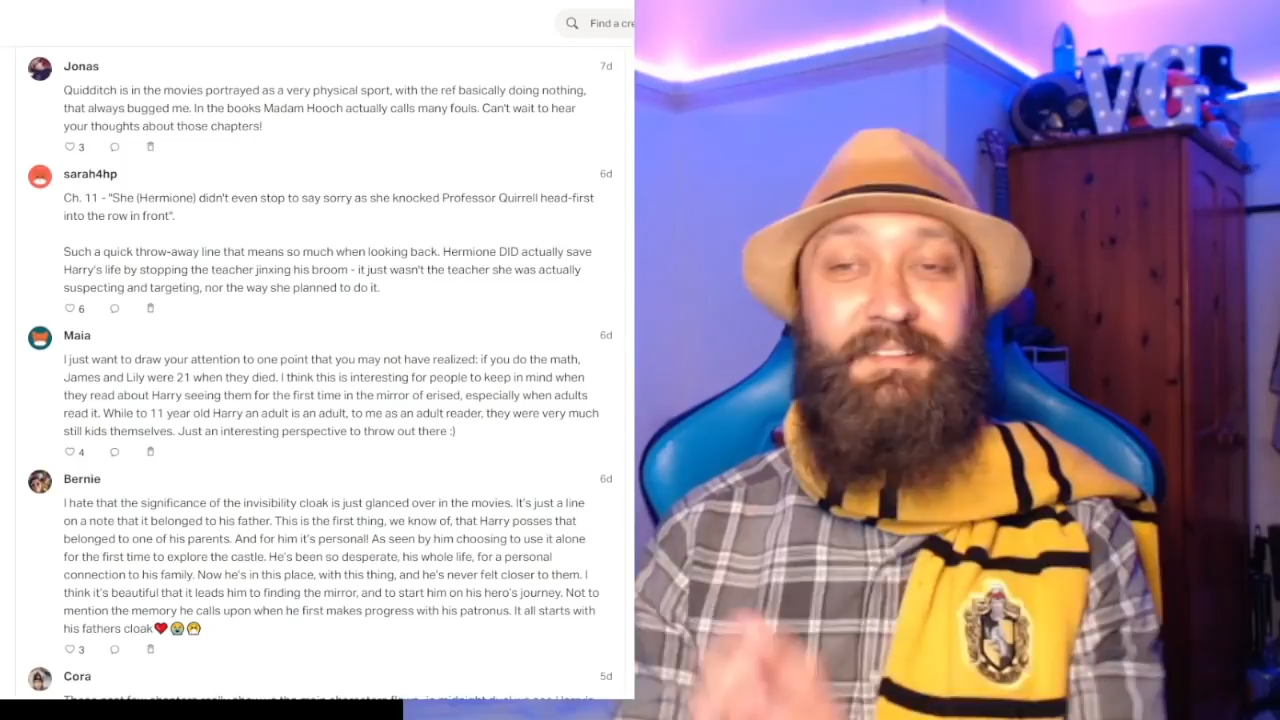 Find a cre
Jonas 7d
Quidditch is in the movies portrayed as a very physical sport, with the ref basically doing nothing,
that always bugged me. In the books Madam Hooch actually calls many fouls. Can't wait to hear
your thoughts about those chapters!
3
sarah4hp 6d
Ch. 11 - "She (Hermione) didn't even stop to say sorry as she knocked Professor Quirrell head-first
into the row in front".
Such a quick throw-away line that means so much when looking back. Hermione DID actually save
Harry's life by stopping the teacher jinxing his broom - it just wasn't the teacher she was actually
suspecting and targeting, nor the way she planned to do it.
6
Maia 6d
I just want to draw your attention to one point that you may not have realized: if you do the math,
James and Lily were 21 when they died. I think this is interesting for people to keep in mind when
they read about Harry seeing them for the first time in the mirror of erised, especially when adults
read it. While to 11 year old Harry an adult is an adult, to me as an adult reader, they were very much
still kids themselves. Just an interesting perspective to throw out there :)
4
Bernie 6d
I hate that the significance of the invisibility cloak is just glanced over in the movies. It's just a line
on a note that it belonged to his father. This is the first thing, we know of, that Harry posses that
belonged to one of his parents. And for him it's personal! As seen by him choosing to use it alone
for the first time to explore the castle. He's been so desperate, his whole life, for a personal
connection to his family. Now he's in this place, with this thing, and he's never felt closer to them. I
think it's beautiful that it leads him to finding the mirror, and to start him on his hero's journey. Not to
mention the memory he calls upon when he first makes progress with his patronus. It all starts with
his fathers cloak❤️😭😷
3
Cora 5d
VG